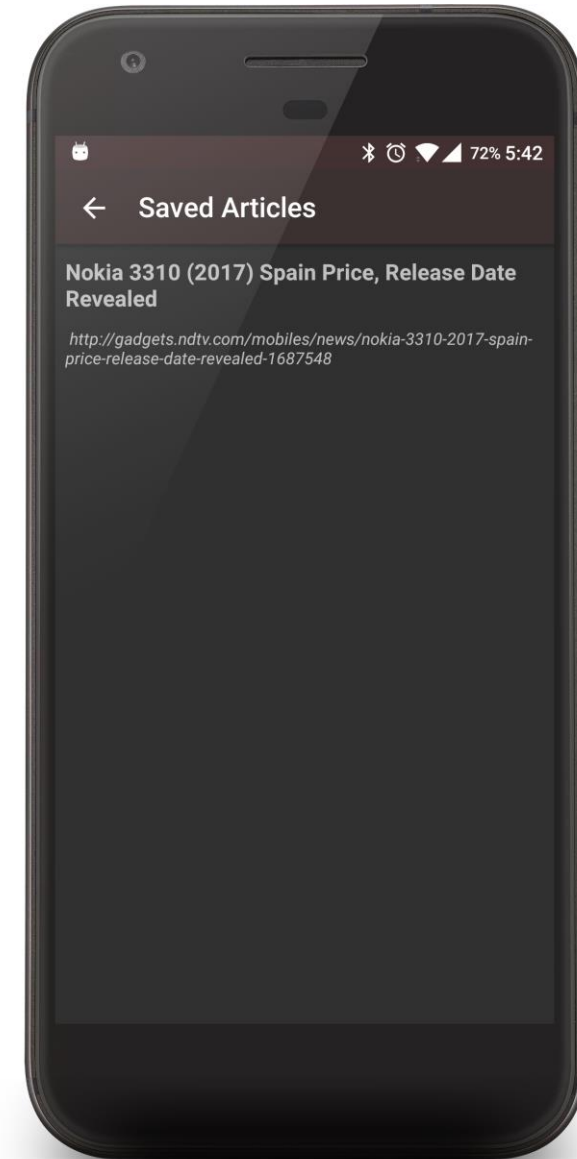 72% 5:42
Saved Articles
Nokia 3310 (2017) Spain Price, Release Date
Revealed
http://gadgets.ndtv.com/mobiles/news/nokia-3310-2017-spain-
price-release-date-revealed-1687548